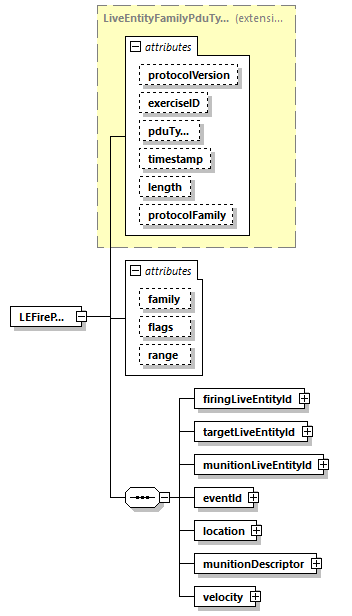 LiveEntityFamilyPduTy... (extensi...
attributes
protocolVersion
exerciseID
pduTy...
timestamp
length
protocolFamily
attributes
family
flags
range
LEFireP...
firingLiveEntityId
targetLiveEntityId
munitionLiveEntityId
eventId
location
munitionDescriptor
velocity